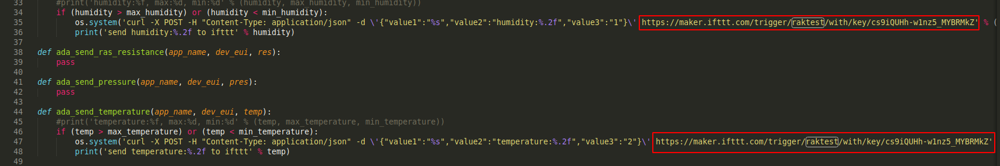 33 #print('humidity:%f, max:%d, min:%d' % (humidity, max_humidity, min_humidity))
34 if (humidity > max_humidity) or (humidity < min_humidity):
35 os.system('curl -X POST -H "Content-Type: application/json" -d \'{"value1":"%s","value2":"humidity:%.2f","value3":"1"}\' https://maker.ifttt.com/trigger/raktest/with/key/cs9iQUHh-w1nz5_MYBRMkZ' % (
36 print('send humidity:%.2f to ifttt' % humidity)
37
38 def ada_send_ras_resistance(app_name, dev_eui, res):
39 pass
40
41 def ada_send_pressure(app_name, dev_eui, pres):
42 pass
43
44 def ada_send_temperature(app_name, dev_eui, temp):
45 #print('temperature:%f, max:%d, min:%d' % (temp, max_temperature, min_temperature))
46 if (temp > max_temperature) or (temp < min_temperature):
47 os.system('curl -X POST -H "Content-Type: application/json" -d \'{"value1":"%s","value2":"temperature:%.2f","value3":"2"}\' https://maker.ifttt.com/trigger/raktest/with/key/cs9iQUHh-w1nz5_MYBRMkZ'
48 print('send temperature:%.2f to ifttt' % temp)
49